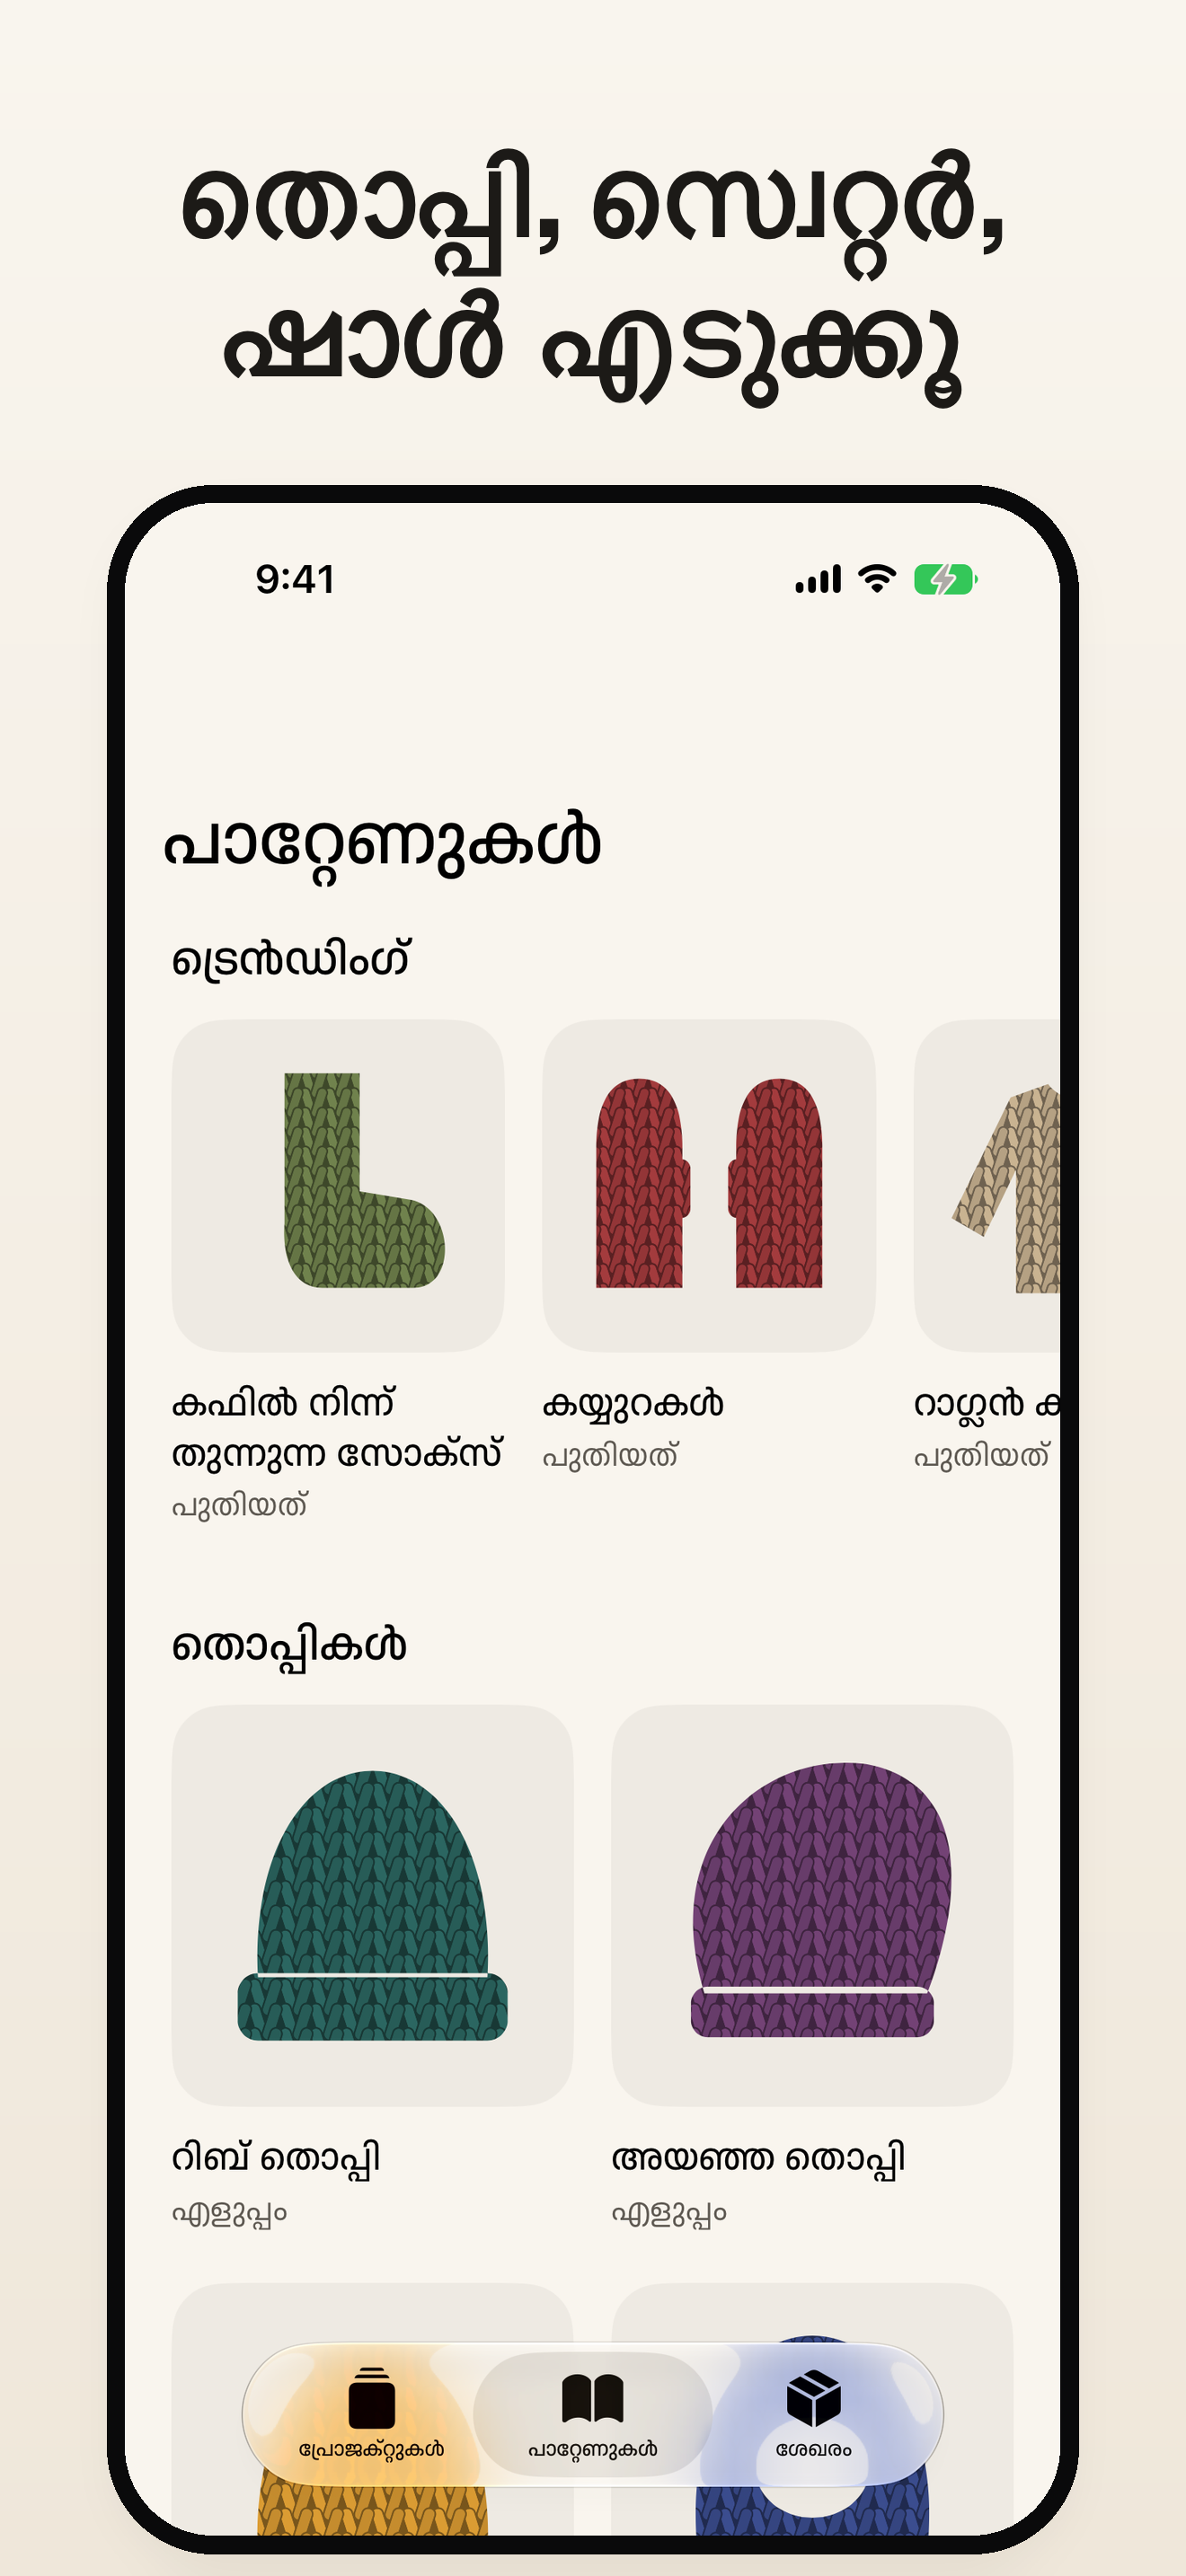 തൊപ്പി, സ്വെറ്റർ,
ഷാൾ എടുക്കൂ
9:41
പാറ്റേണുകൾ
ട്രെൻഡിംഗ്
കഫിൽ നിന്ന്
തുന്നുന്ന സോക്സ്
പുതിയത്
കയ്യുറകൾ
പുതിയത്
റാഗ്ലൻ ക
പുതിയത്
തൊപ്പികൾ
റിബ് തൊപ്പി
എളുപ്പം
അയഞ്ഞ തൊപ്പി
എളുപ്പം
പ്രോജക്റ്റുകൾ
പാറ്റേണുകൾ
ശേഖരം